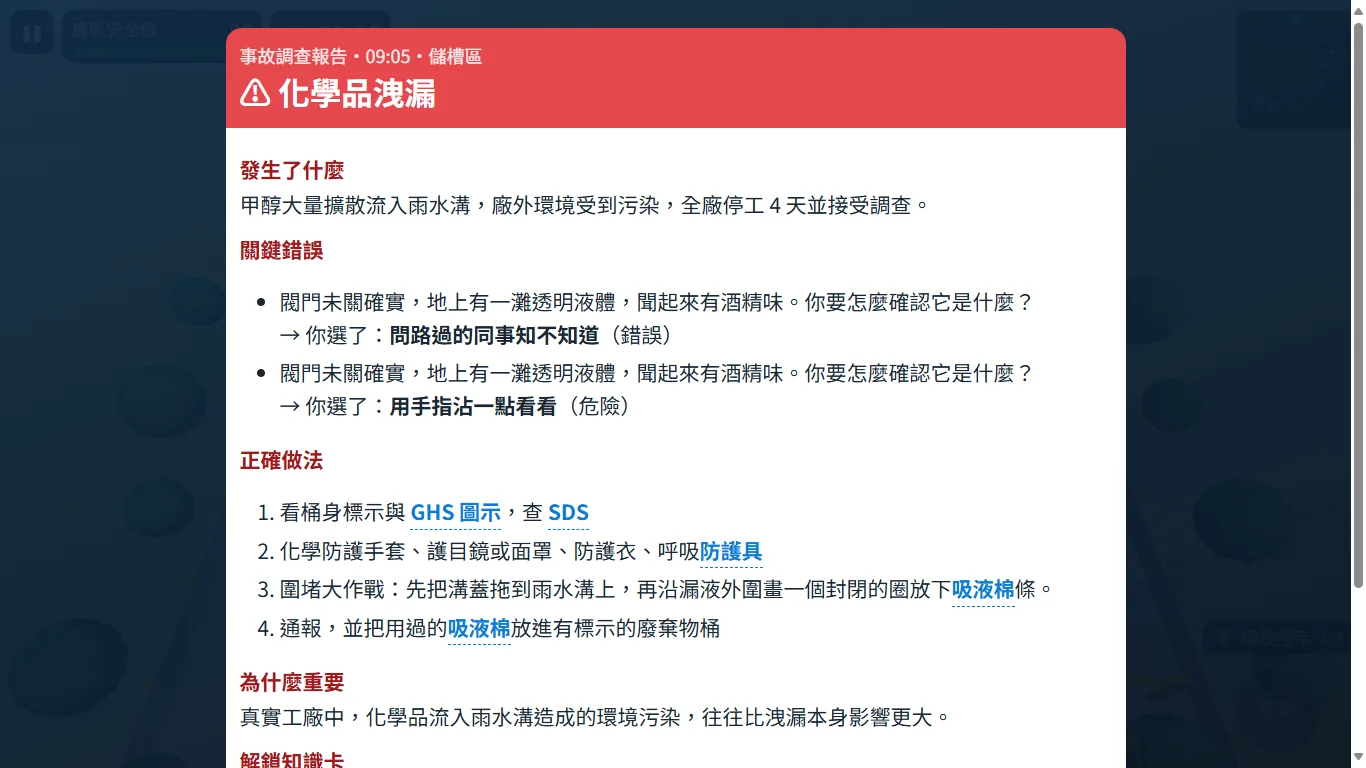 廠區安全值
事故調查報告・09:05・儲槽區
化學品洩漏
發生了什麼
甲醇大量擴散流入雨水溝，廠外環境受到污染，全廠停工 4 天並接受調查。
關鍵錯誤
• 閥門未關確實，地上有一灘透明液體，聞起來有酒精味。你要怎麼確認它是什麼？
→ 你選了：問路過的同事知不知道（錯誤）
• 閥門未關確實，地上有一灘透明液體，聞起來有酒精味。你要怎麼確認它是什麼？
→ 你選了：用手指沾一點看看（危險）
正確做法
1. 看桶身標示與 GHS 圖示，查 SDS
2. 化學防護手套、護目鏡或面罩、防護衣、呼吸防護具
3. 圍堵大作戰：先把溝蓋拖到雨水溝上，再沿漏液外圍畫一個封閉的圈放下吸液棉條。
4. 通報，並把用過的吸液棉放進有標示的廢棄物桶
為什麼重要
真實工廠中，化學品流入雨水溝造成的環境污染，往往比洩漏本身影響更大。
解鎖知識卡